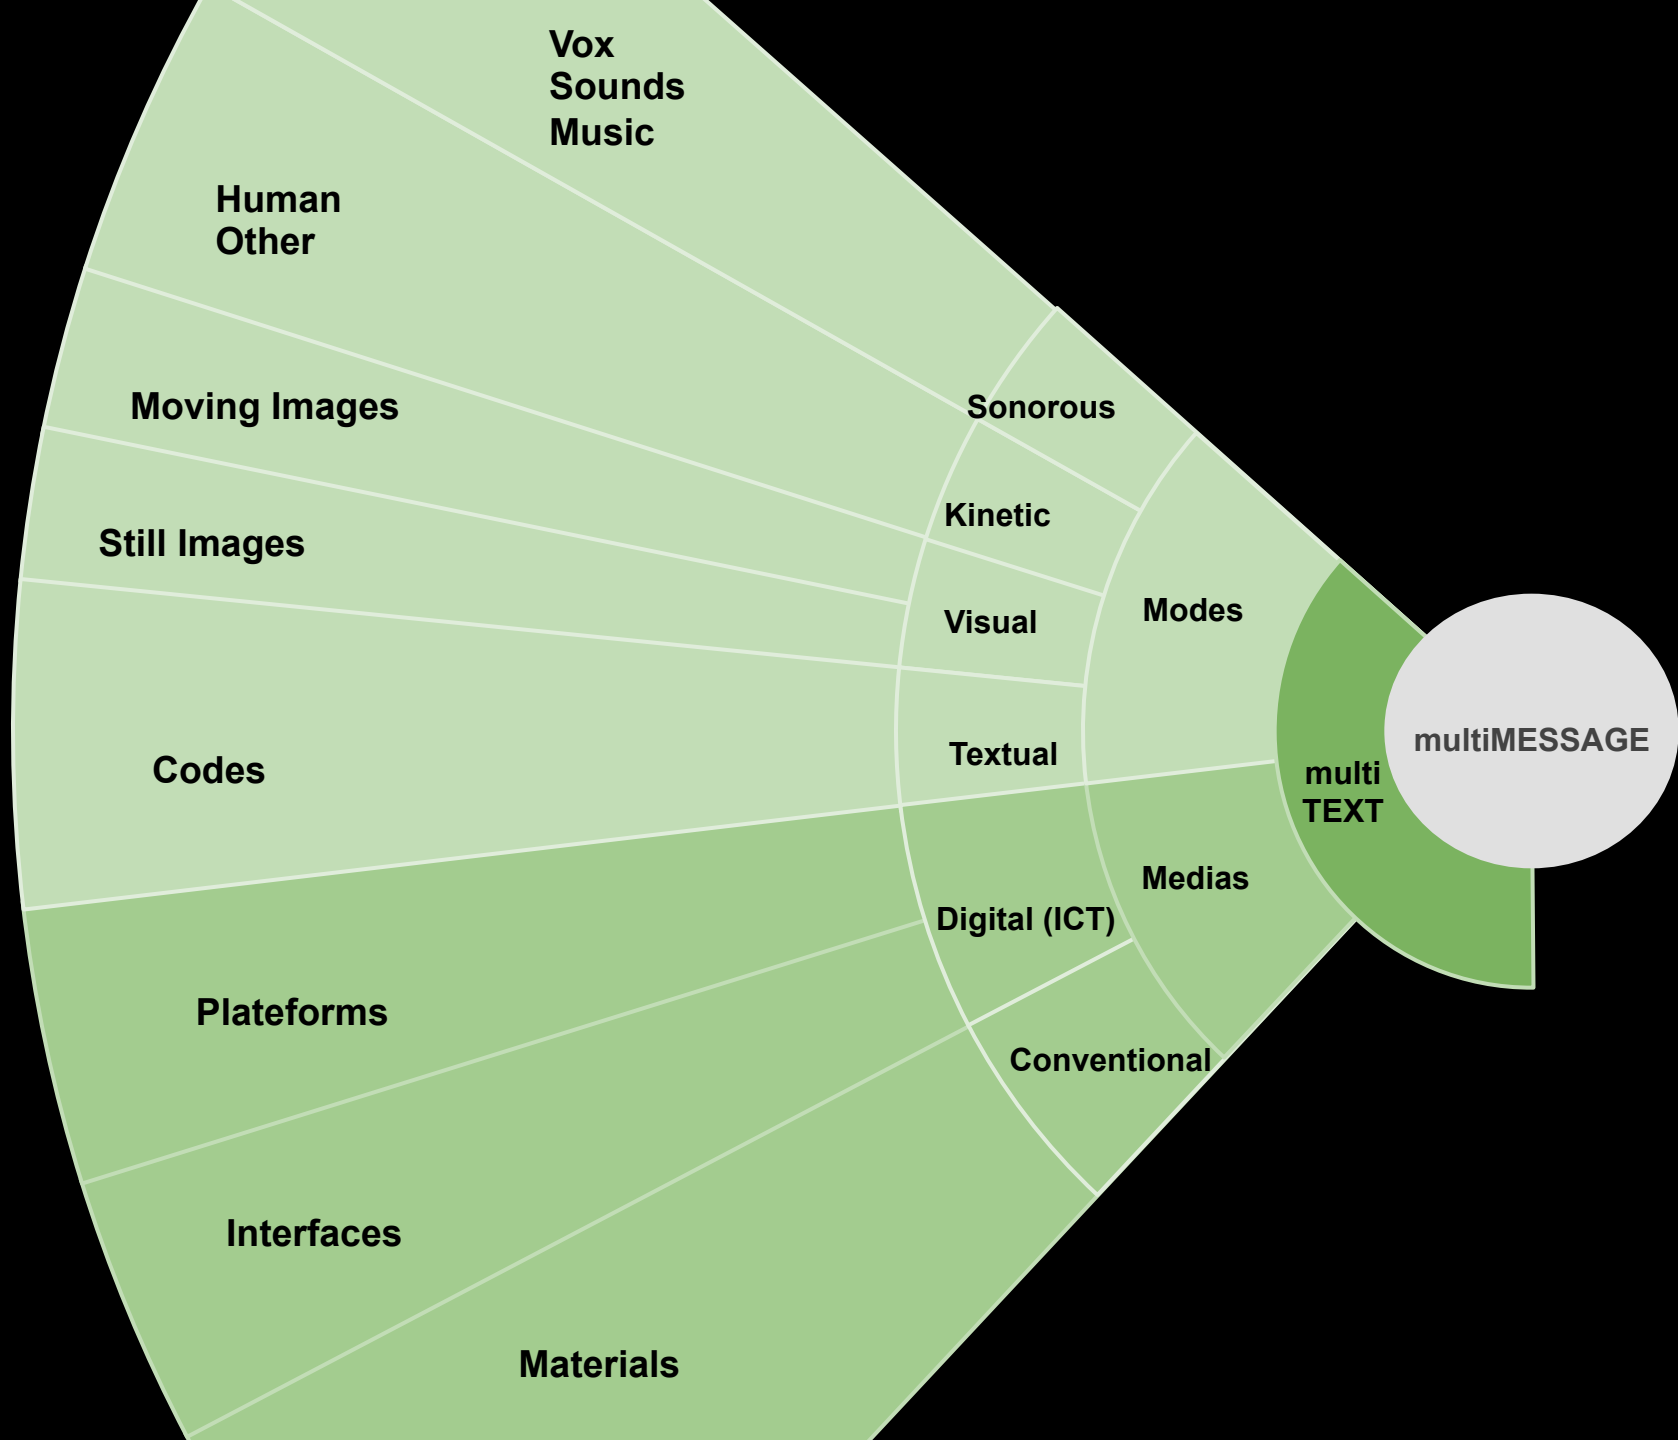 Vox
Sounds
Music
Human
Other
Moving Images
Still Images
Codes
Plateforms
Interfaces
Materials
Sonorous
Kinetic
Visual
Textual
Digital (ICT)
Conventional
Modes
Medias
multi
TEXT
multiMESSAGE